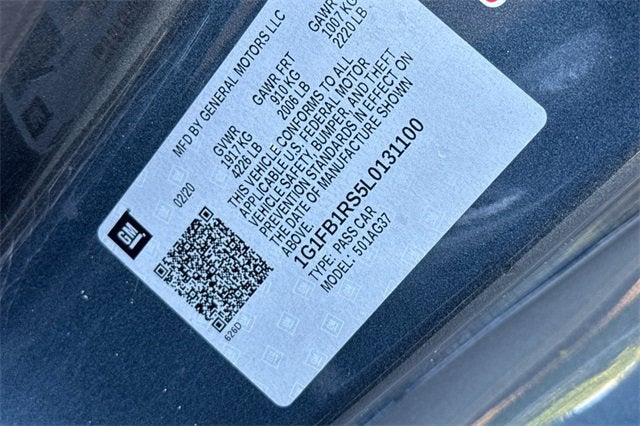 MFD BY GENERAL MOTORS LLC
02/20
GVWR
GAWR FRT
GAWR
1917 KG
910 KG
1007 KG
4226 LB
2006 LB
2220 LB
THIS VEHICLE CONFORMS TO ALL
APPLICABLE U.S. FEDERAL MOTOR
VEHICLE SAFETY, BUMPER, AND THEFT
PREVENTION STANDARDS IN EFFECT ON
THE DATE OF MANUFACTURE SHOWN
ABOVE.
1G1FB1RS5L0131100
TYPE: PASS CAR
MODEL: 501AG37
GM
626D